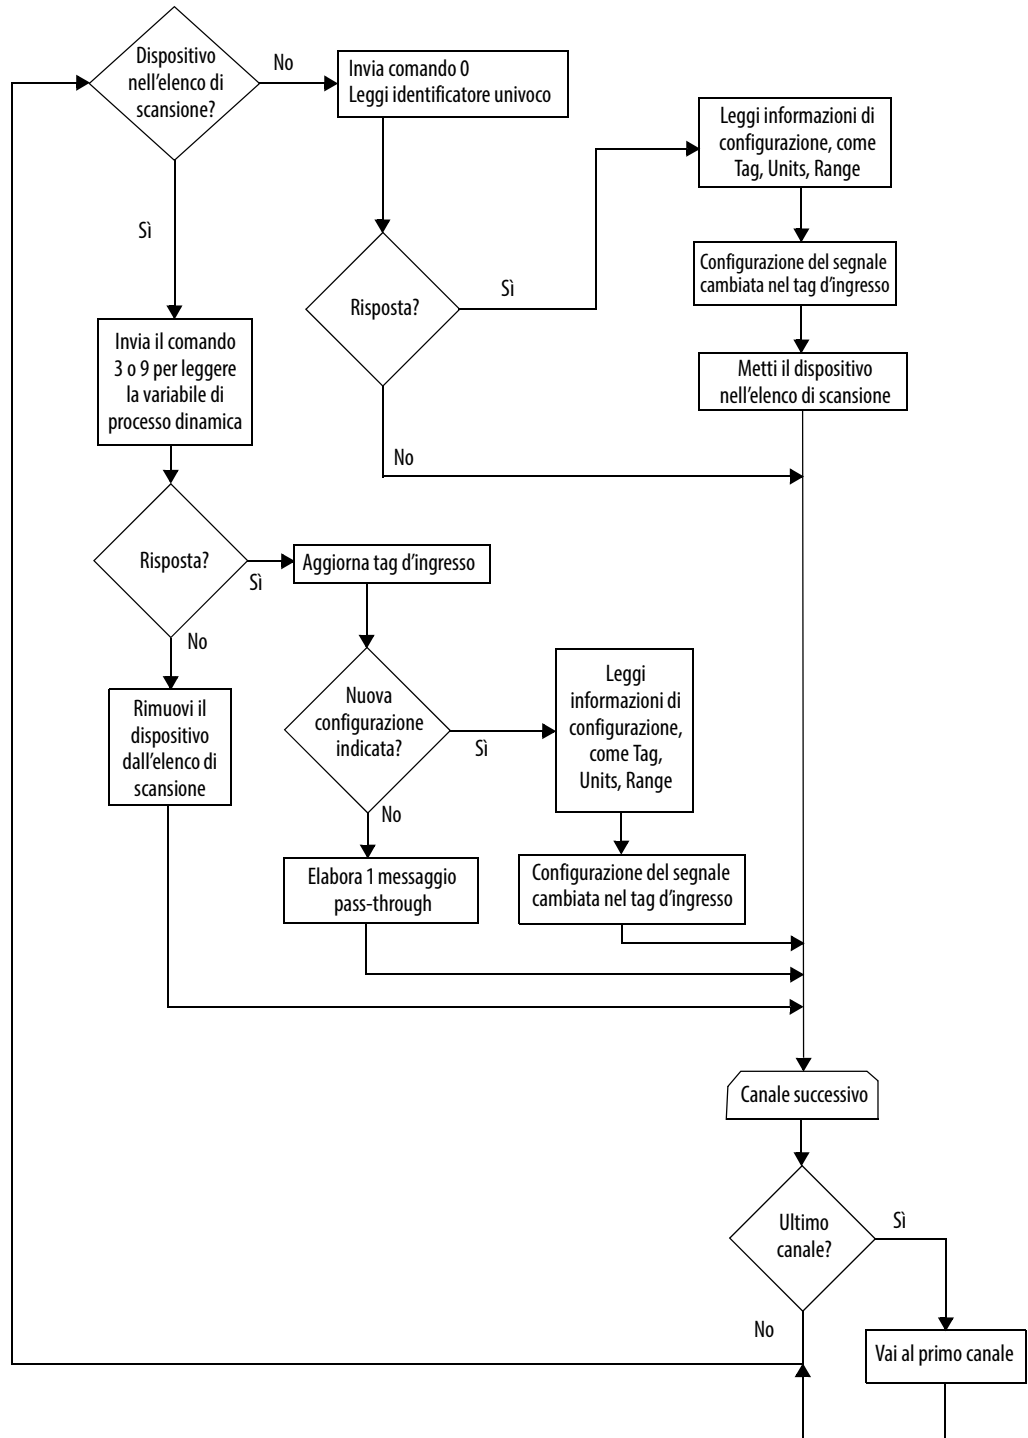 Dispositivo
nell'elenco di
scansione?
No
Invia comando 0
Leggi identificatore univoco
Leggi informazioni di
configurazione, come
Tag, Units, Range
Sì
Configurazione del segnale
cambiata nel tag d'ingresso
Risposta?
Sì
Metti il dispositivo
nell'elenco di scansione
Invia il comando
3 o 9 per leggere
la variabile di
processo dinamica
No
Risposta?
Sì
Aggiorna tag d'ingresso
No
Rimuovi il
dispositivo
dall'elenco di
scansione
Nuova
configurazione
indicata?
Sì
Leggi
informazioni di
configurazione,
come Tag,
Units, Range
No
Elabora 1 messaggio
pass-through
Configurazione del segnale
cambiata nel tag d'ingresso
Canale successivo
Ultimo
canale?
Sì
No
Vai al primo canale